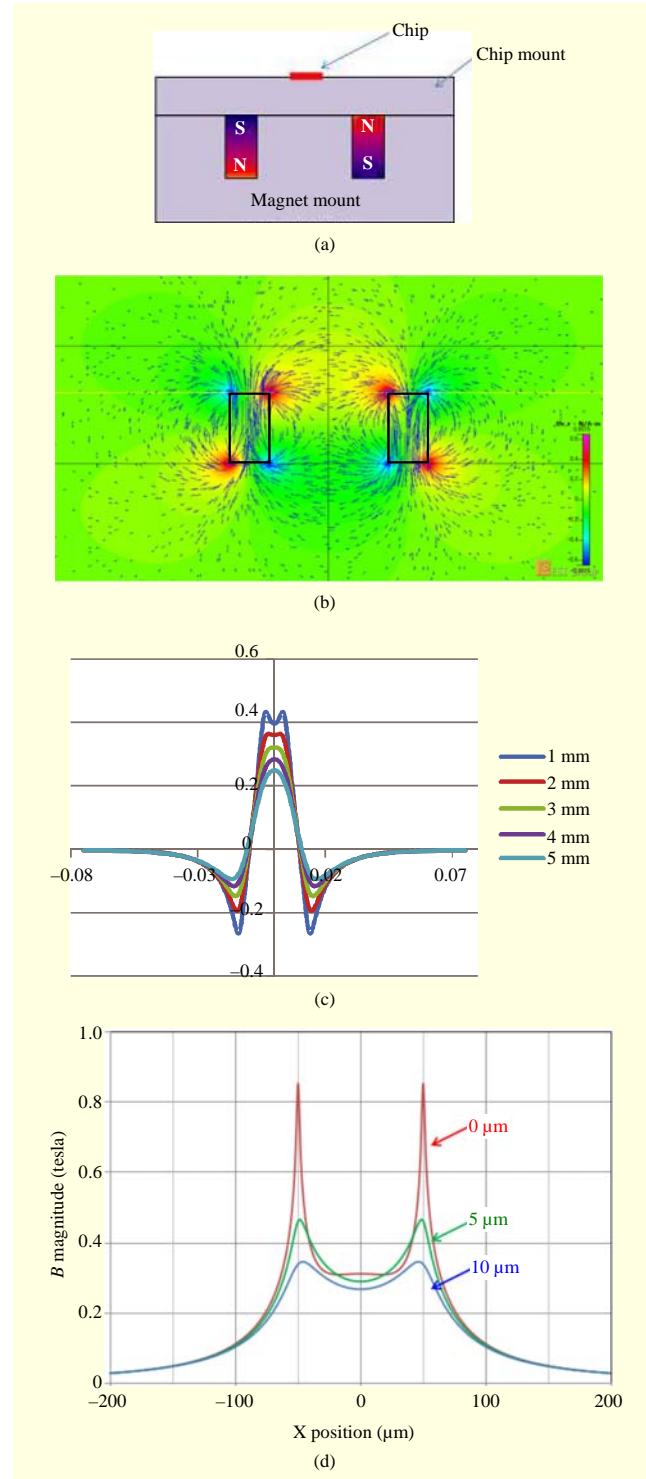 Chip
Chip mount
S
N
N
S
Magnet mount
(a)
(b)
0.6
0.4
0.2
0
–0.08
–0.03
0.02
0.07
–0.2
–0.4
1 mm
2 mm
3 mm
4 mm
5 mm
(c)
1.0
0.8
0.6
0.4
0.2
0
B magnitude (tesla)
0 µm
5 µm
10 µm
–200
–100
0
100
200
X position (µm)
(d)